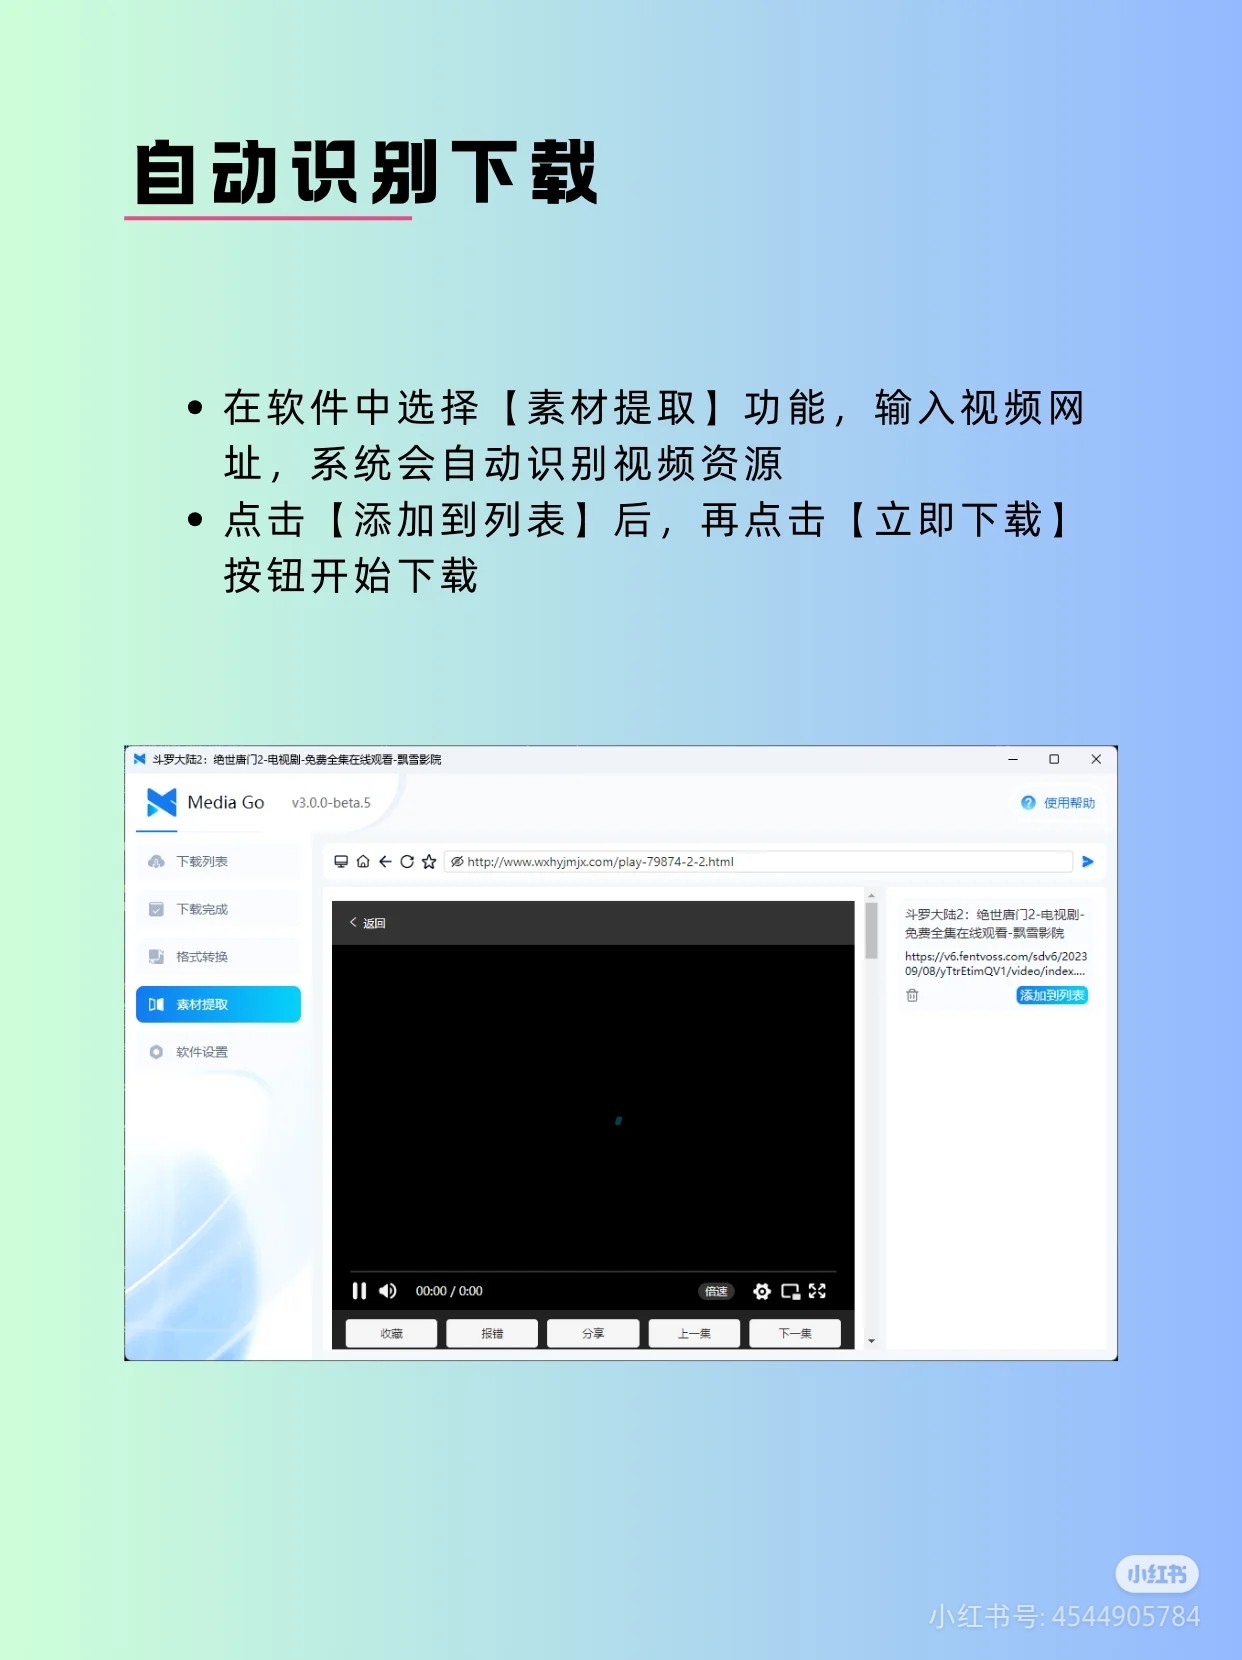 自动识别下载
在软件中选择【素材提取】功能，输入视频网
址，系统会自动识别视频资源
点击【添加到列表】后，再点击【立即下载】
按钮开始下载
斗罗大陆2：绝世唐门2-电视剧-免费全集在线观看-飘雪影院
Media Go v3.0.0-beta.5
使用帮助
下载列表
下载完成
格式转换
素材提取
软件设置
http://www.wxhyjmjx.com/play-79874-2-2.html
返回
00:00 / 0:00
倍速
收藏 报错 分享 上一集 下一集
斗罗大陆2：绝世唐门2-电视剧-
免费全集在线观看-飘雪影院
https://v6.fentvoss.com/sdv6/2023
09/08/yTtrEtimQV1/video/index....
添加到列表
小红书
小红书号: 4544905784